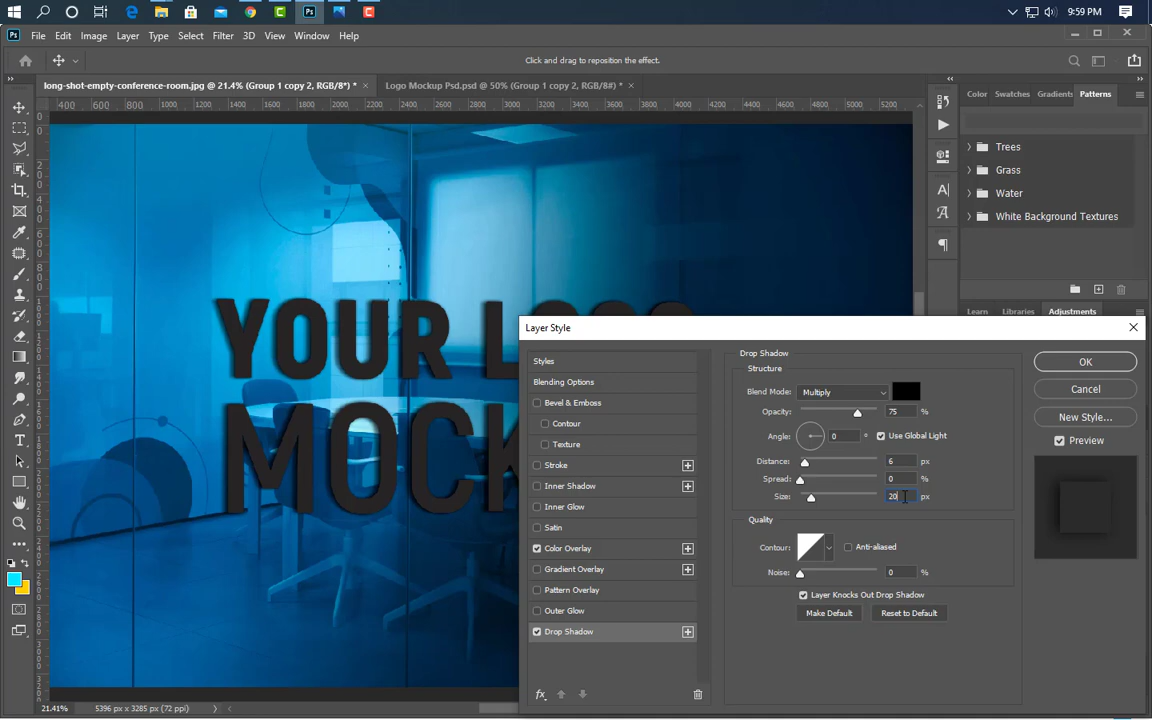 9:59 PM
Ps File Edit Image Layer Type Select Filter 3D View Window Help
Click and drag to reposition the effect.
long-shot-empty-conference-room.jpg @ 21.4% (Group 1 copy 2, RGB/8*) * × Logo Mockup Psd.psd @ 50% (Group 1 copy 2, RGB/8#) * ×
Color Swatches Gradients Patterns
400 600 800 1000 1200 1400 1600 1800 2000 2200 2400 2600 2800 3000 3200 3400 3600 3800 4000 4200 4400 4600 4800 5000 5200
Trees
Grass
Water
White Background Textures
Learn Libraries Adjustments
YOUR LOGO
MOCK
Layer Style
Styles
Blending Options
Bevel & Emboss
Contour
Texture
Stroke
Inner Shadow
Inner Glow
Satin
Color Overlay
Gradient Overlay
Pattern Overlay
Outer Glow
Drop Shadow
fx
Drop Shadow
Structure
Blend Mode: Multiply
Opacity: 75 %
Angle: 0 ° Use Global Light
Distance: 6 px
Spread: 0 %
Size: 20 px
Quality
Contour: Anti-aliased
Noise: 0 %
Layer Knocks Out Drop Shadow
Make Default Reset to Default
OK
Cancel
New Style...
Preview
21.41% 5396 px x 3285 px (72 ppi)